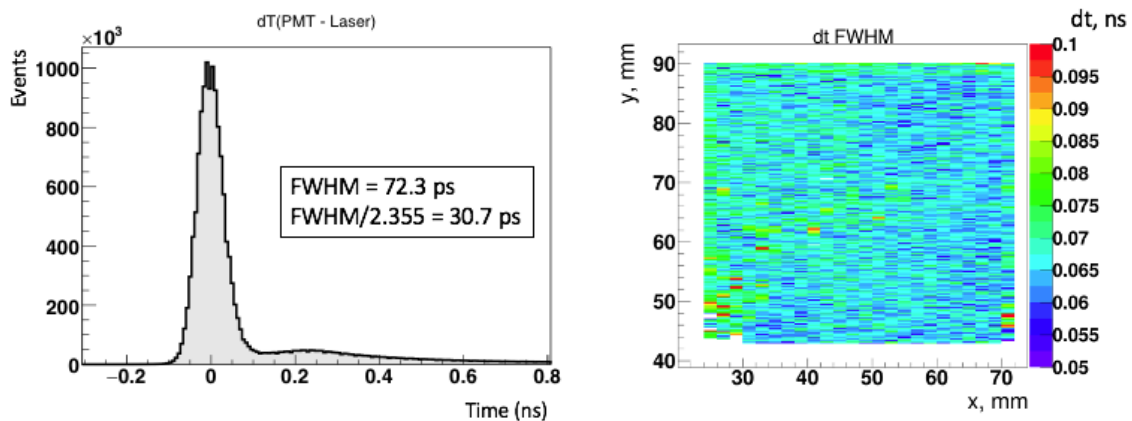 dT(PMT - Laser)
×10³
Events
1000
800
600
400
200
0
FWHM = 72.3 ps
FWHM/2.355 = 30.7 ps
−0.2 0 0.2 0.4 0.6 0.8
Time (ns)
dt, ns
dt FWHM
y, mm
90
80
70
60
50
40
30 40 50 60 70
x, mm
0.1
0.095
0.09
0.085
0.08
0.075
0.07
0.065
0.06
0.055
0.05